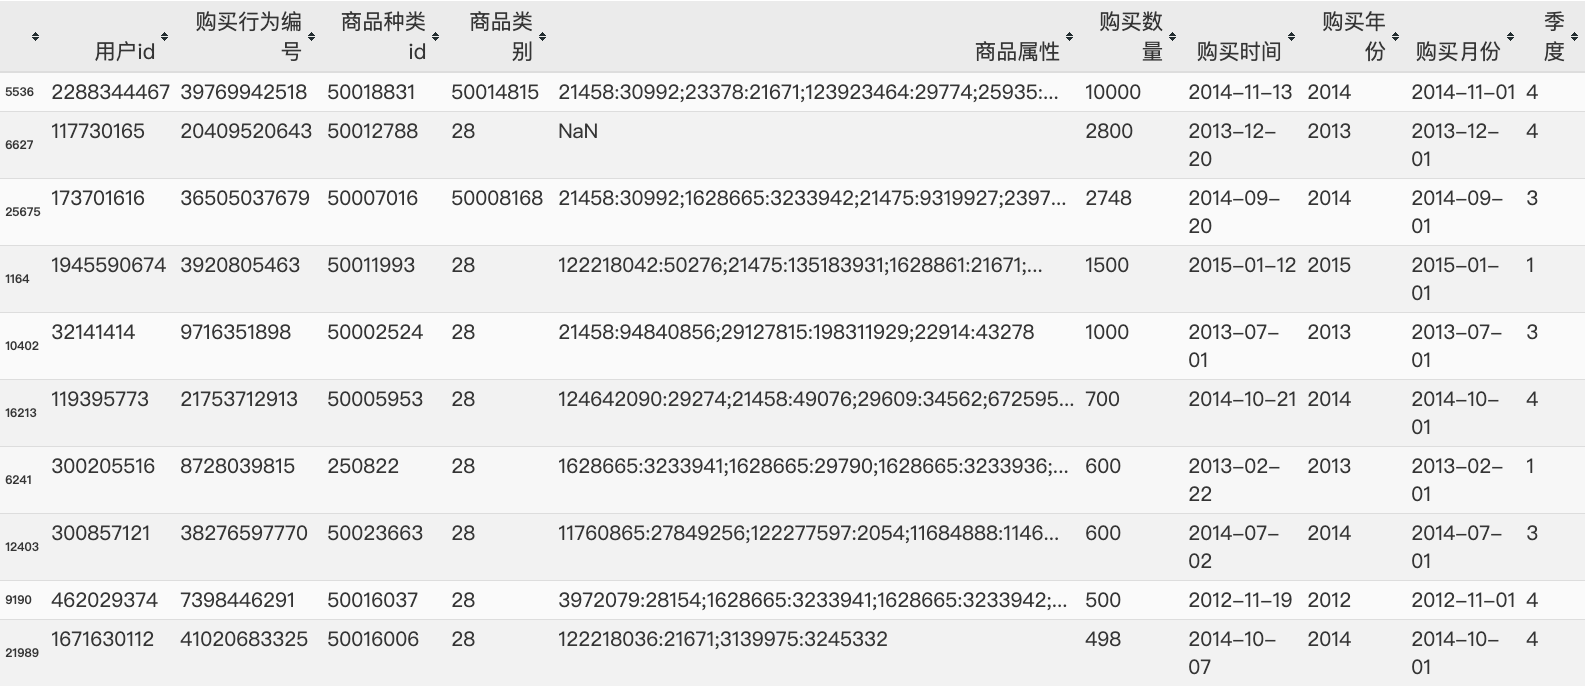 用户id 购买行为编号 商品种类id 商品类别 商品属性 购买数量 购买时间 购买年份 购买月份 季度
5536 2288344467 39769942518 50018831 50014815 21458:30992;23378:21671;123923464:29774;25935:... 10000 2014–11–13 2014 2014–11–01 4
6627 117730165 20409520643 50012788 28 NaN 2800 2013–12–20 2013 2013–12–01 4
25675 173701616 36505037679 50007016 50008168 21458:30992;1628665:3233942;21475:9319927;2397... 2748 2014–09–20 2014 2014–09–01 3
1164 1945590674 3920805463 50011993 28 122218042:50276;21475:135183931;1628861:21671;... 1500 2015–01–12 2015 2015–01–01 1
10402 32141414 9716351898 50002524 28 21458:94840856;29127815:198311929;22914:43278 1000 2013–07–01 2013 2013–07–01 3
16213 119395773 21753712913 50005953 28 124642090:29274;21458:49076;29609:34562;672595... 700 2014–10–21 2014 2014–10–01 4
6241 300205516 8728039815 250822 28 1628665:3233941;1628665:29790;1628665:3233936;... 600 2013–02–22 2013 2013–02–01 1
12403 300857121 38276597770 50023663 28 11760865:27849256;122277597:2054;11684888:1146... 600 2014–07–02 2014 2014–07–01 3
9190 462029374 7398446291 50016037 28 3972079:28154;1628665:3233941;1628665:3233942;... 500 2012–11–19 2012 2012–11–01 4
21989 1671630112 41020683325 50016006 28 122218036:21671;3139975:3245332 498 2014–10–07 2014 2014–10–01 4